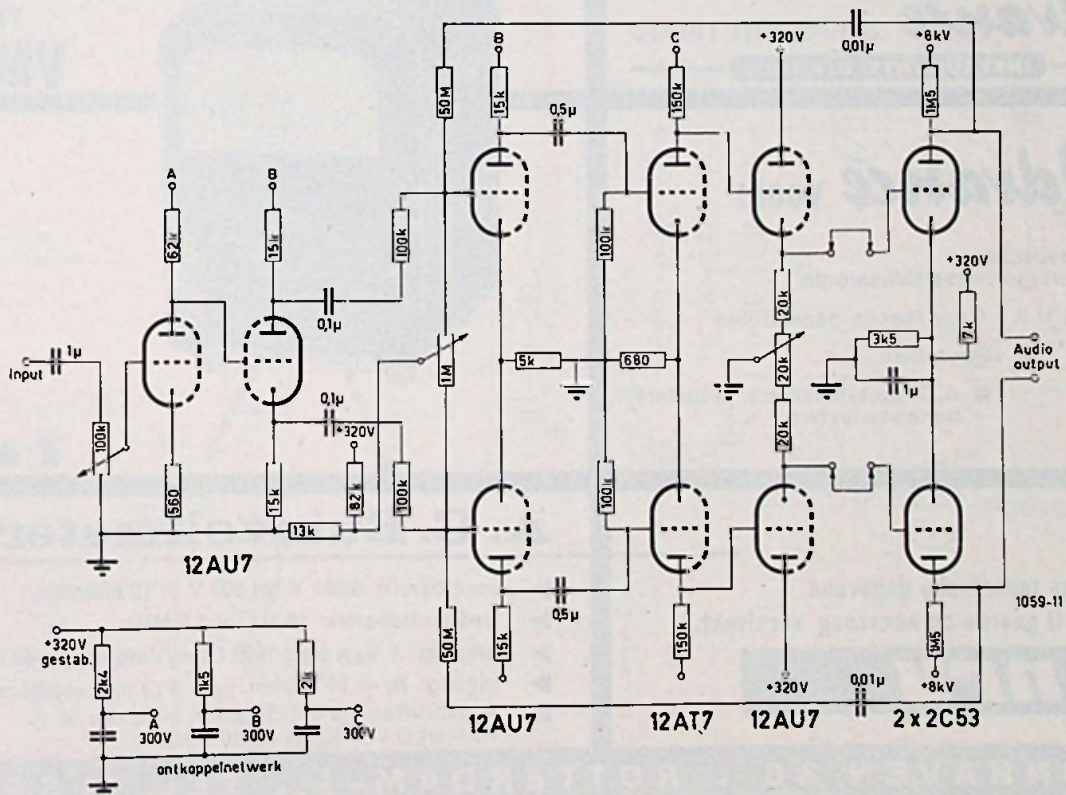 B
C
+320V
0,01μ
+8kV
50M
15k
0,5μ
150k
1M5
A
B
62k
15k
100k
100k
0,1μ
20k
+320V
1μ
Input
1M
5k
680
20k
3k5
7k
1μ
Audio
output
0,1μ
+320V
20k
100k
560
15k
82k
100k
100k
13k
12AU7
0,5μ
1059-11
50M
15k
150k
1M5
+320V
gestab.
2k4
1k5
2k
A
B
C
300V
300V
300V
ontkoppelnetwerk
+320V
0,01μ
+8kV
12AU7
12AT7
12AU7
2 x 2C53